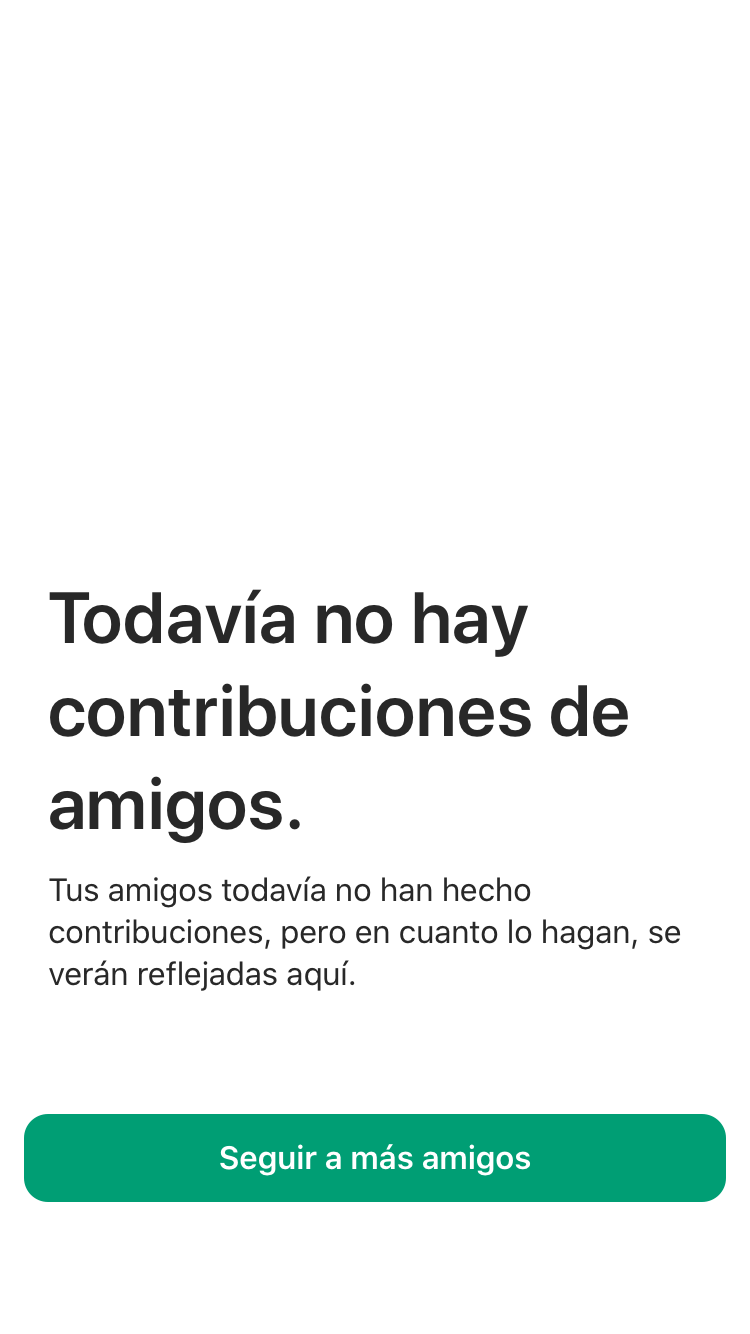 Todavía no hay
contribuciones de
amigos.
Tus amigos todavía no han hecho
contribuciones, pero en cuanto lo hagan, se
verán reflejadas aquí.
Seguir a más amigos